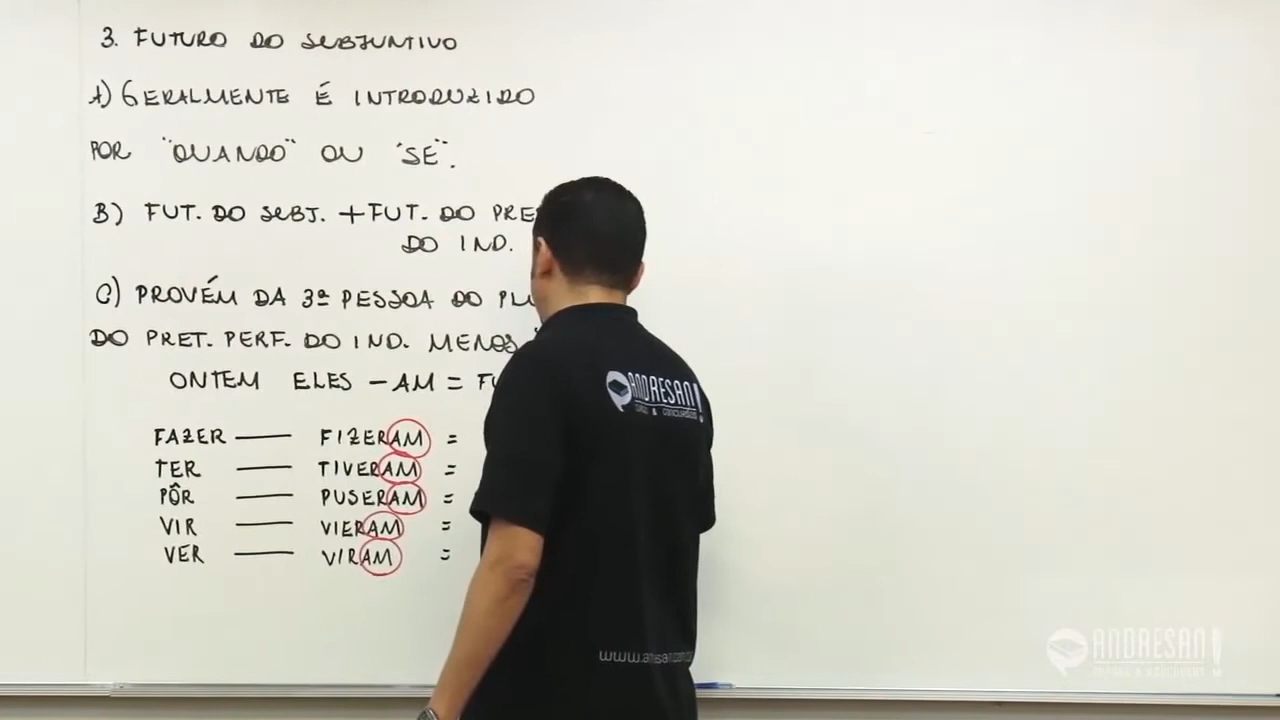 3. FUTURO DO SUBJUNTIVO
A) GERALMENTE É INTRODUZIDO
POR "QUANDO" OU "SE".
B) FUT. DO SUBJ. + FUT. DO PRE
DO IND.
C) PROVÉM DA 3ª PESSOA DO PL
DO PRET. PERF. DO IND. MENOS
ONTEM ELES - AM = FU
FAZER — FIZERAM =
TER — TIVERAM =
PÔR — PUSERAM =
VIR — VIERAM =
VER — VIRAM =
ANDRESAN!
ANDRESAN!